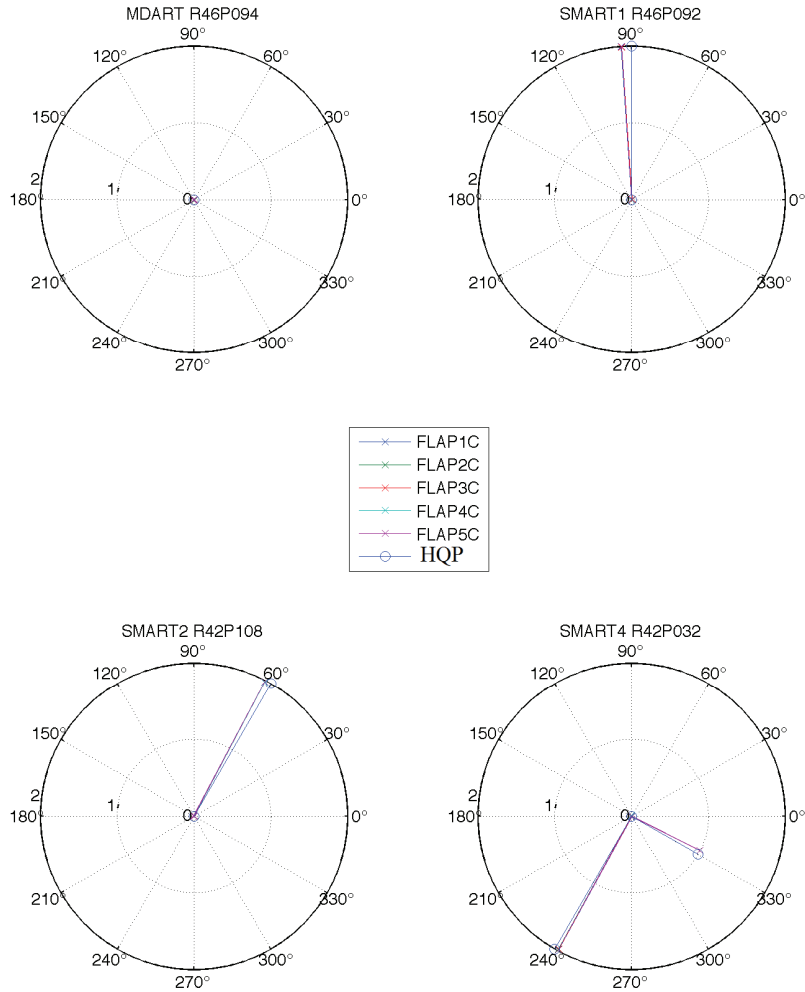 MDART R46P094
90°
120° 60°
150° 30°
2 1 0
180° 0°
210° 330°
240° 300°
270°
SMART1 R46P092
90°
120° 60°
150° 30°
2 1 0
180° 0°
210° 330°
240° 300°
270°
FLAP1C
FLAP2C
FLAP3C
FLAP4C
FLAP5C
HQP
SMART2 R42P108
90°
120° 60°
150° 30°
2 1 0
180° 0°
210° 330°
240° 300°
270°
SMART4 R42P032
90°
120° 60°
150° 30°
2 1 0
180° 0°
210° 330°
240° 300°
270°